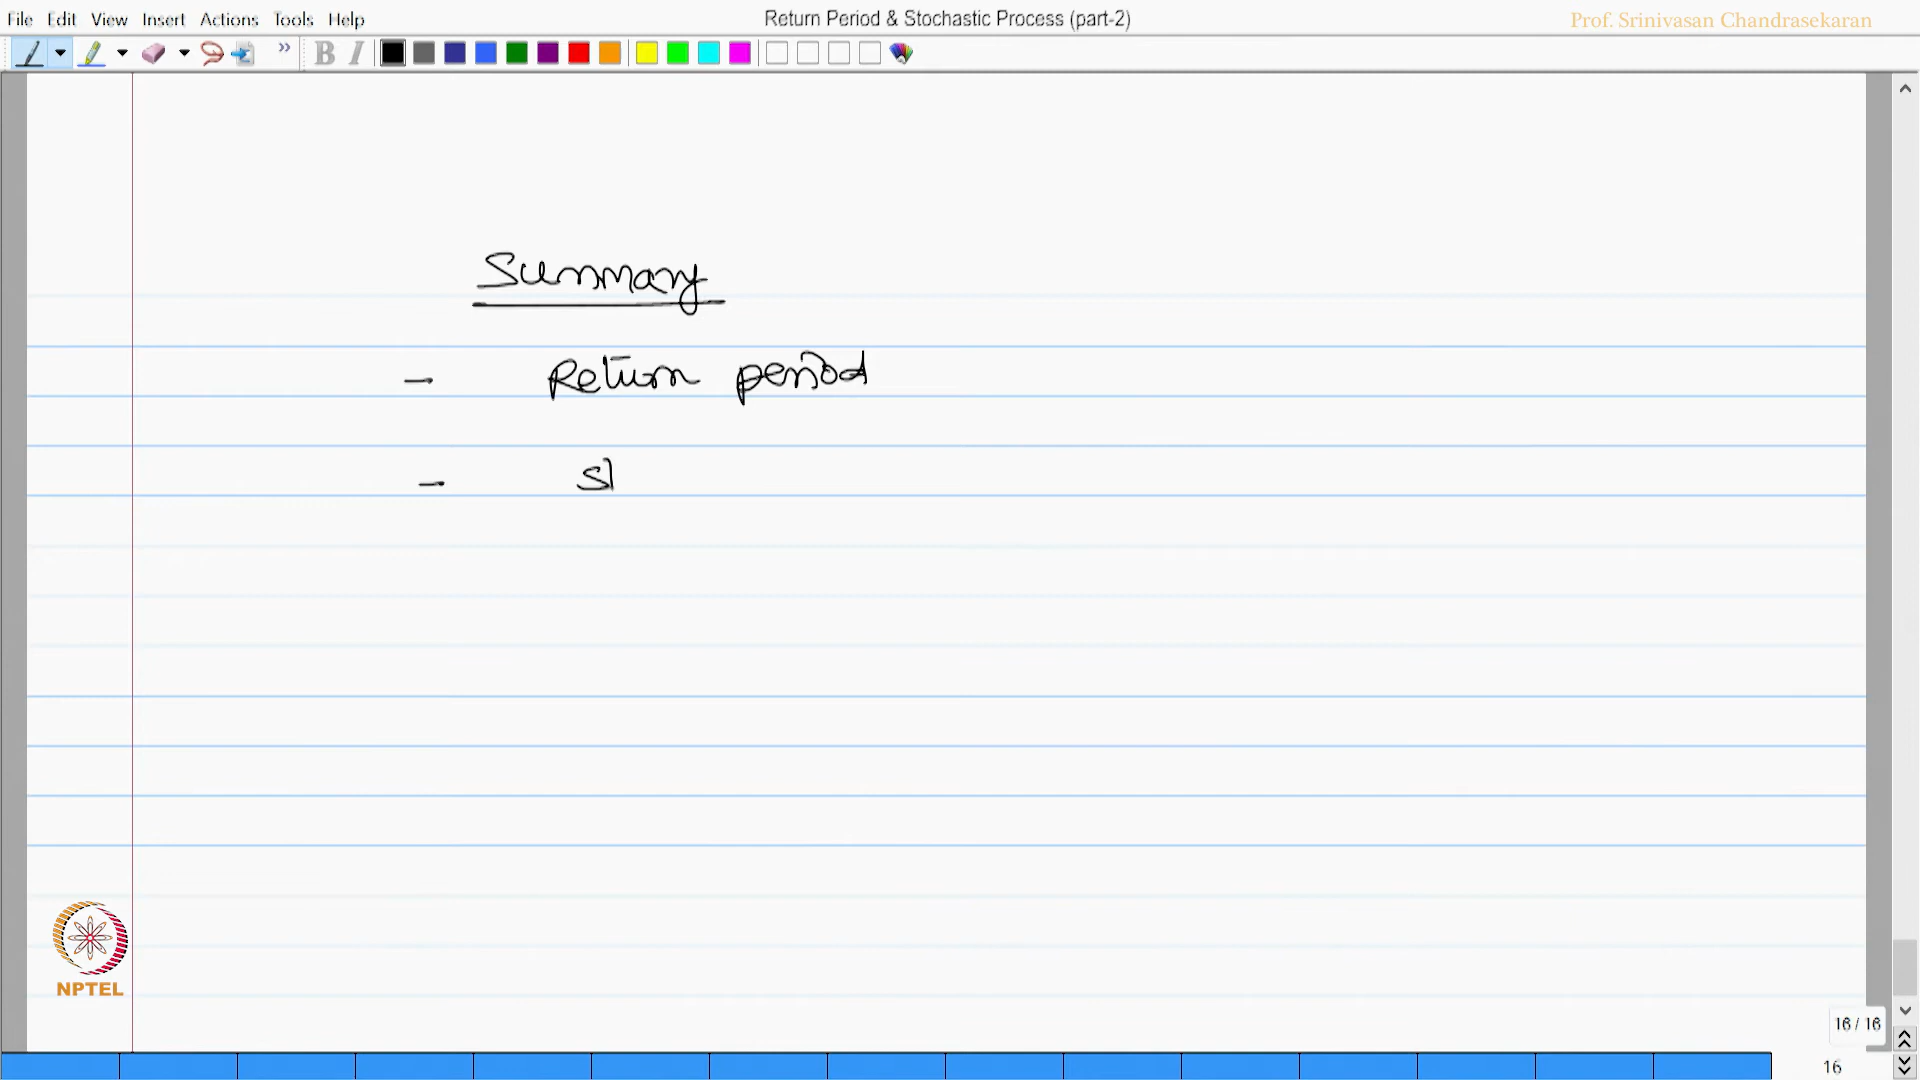 File Edit View Insert Actions Tools Help
Return Period & Stochastic Process (part-2)
Prof. Srinivasan Chandrasekaran
B I
Summary
- Return period
-
NPTEL
16 / 16
16